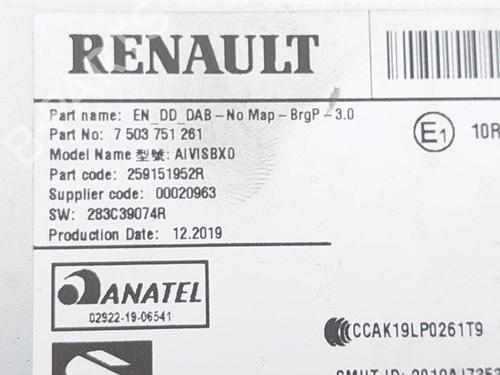 RENAULT
Part name: EN_DD_DAB-No Map-BrgP-3.0
Part No: 7 503 751 261
E1 10R
Model Name 型號: AIVISBX0
Part code: 259151952R
Supplier code: 00020963
SW: 283C39074R
Production Date: 12.2019
ANATEL
02922-19-06541
CCAK19LP0261T9